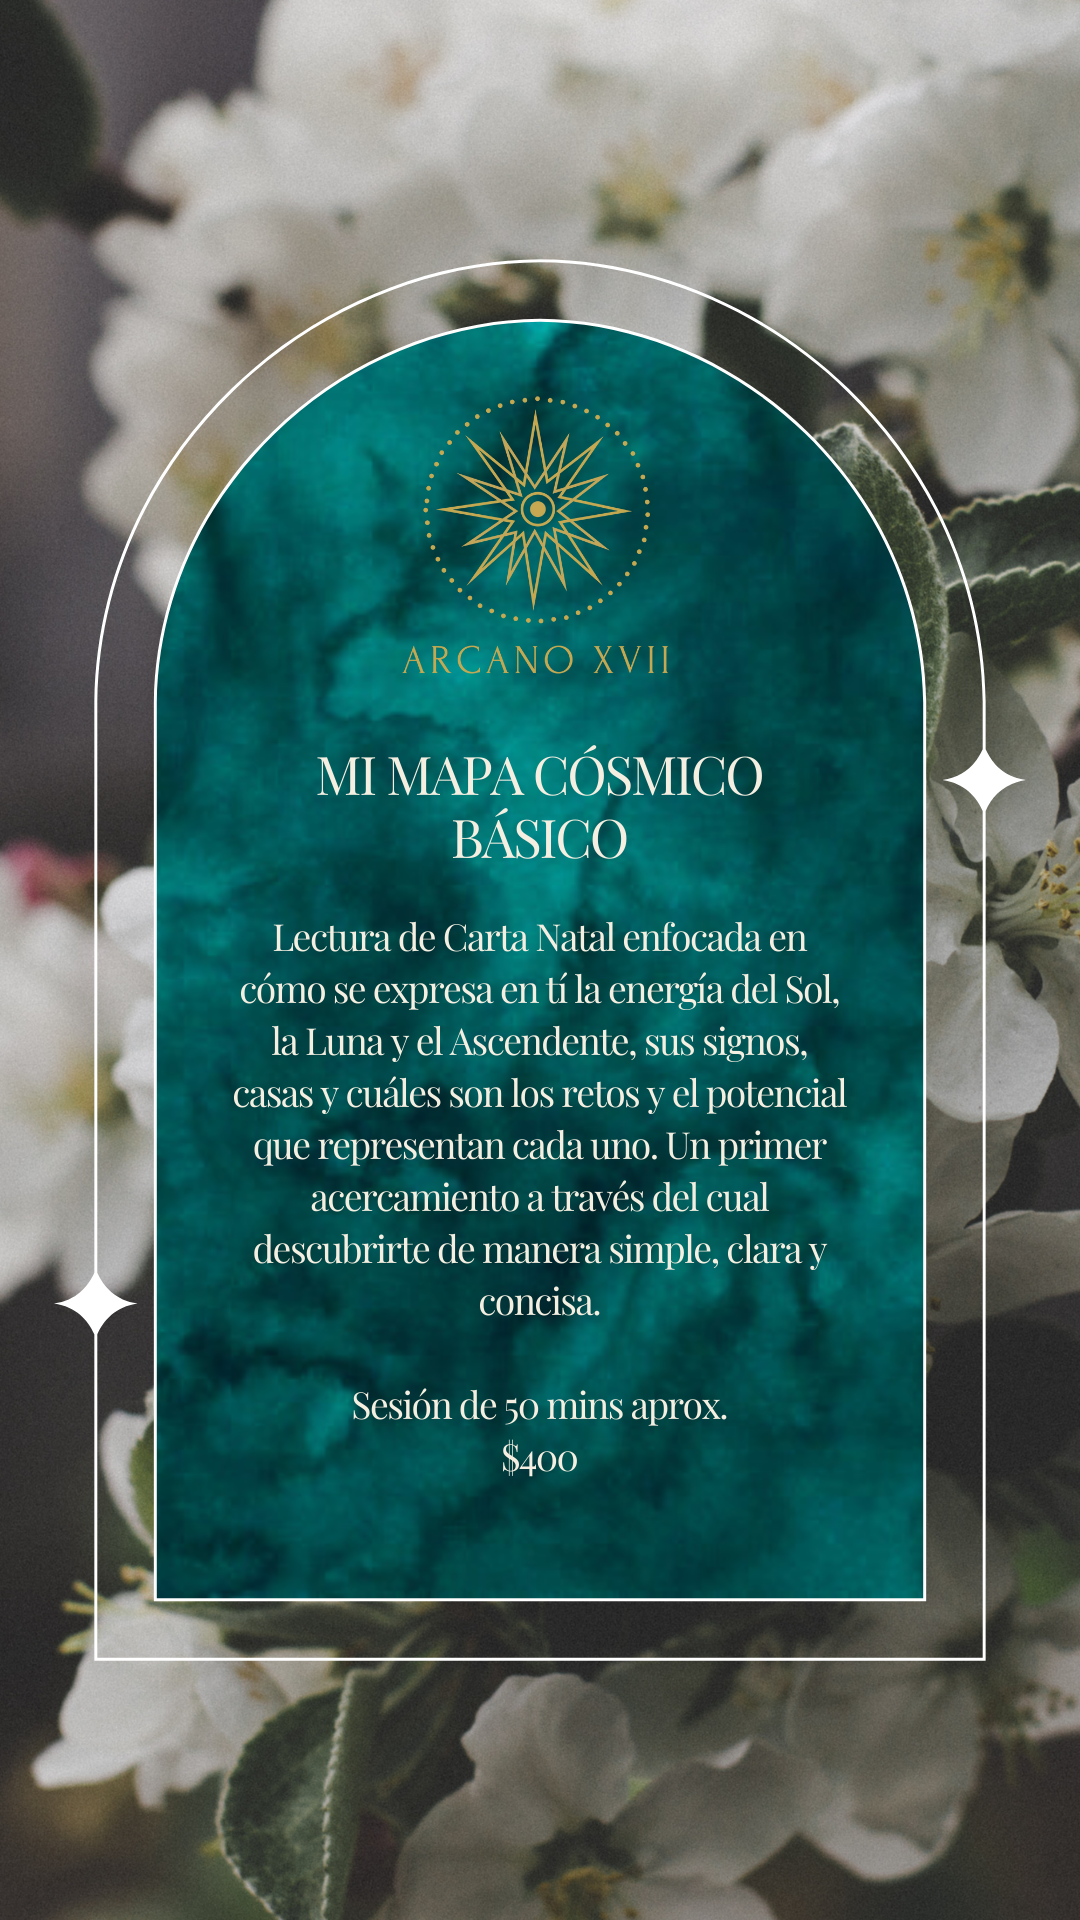 ARCANO XVII
MI MAPA CÓSMICO
BÁSICO
Lectura de Carta Natal enfocada en
cómo se expresa en tí la energía del Sol,
la Luna y el Ascendente, sus signos,
casas y cuáles son los retos y el potencial
que representan cada uno. Un primer
acercamiento a través del cual
descubrirte de manera simple, clara y
concisa.
Sesión de 50 mins aprox.
$400